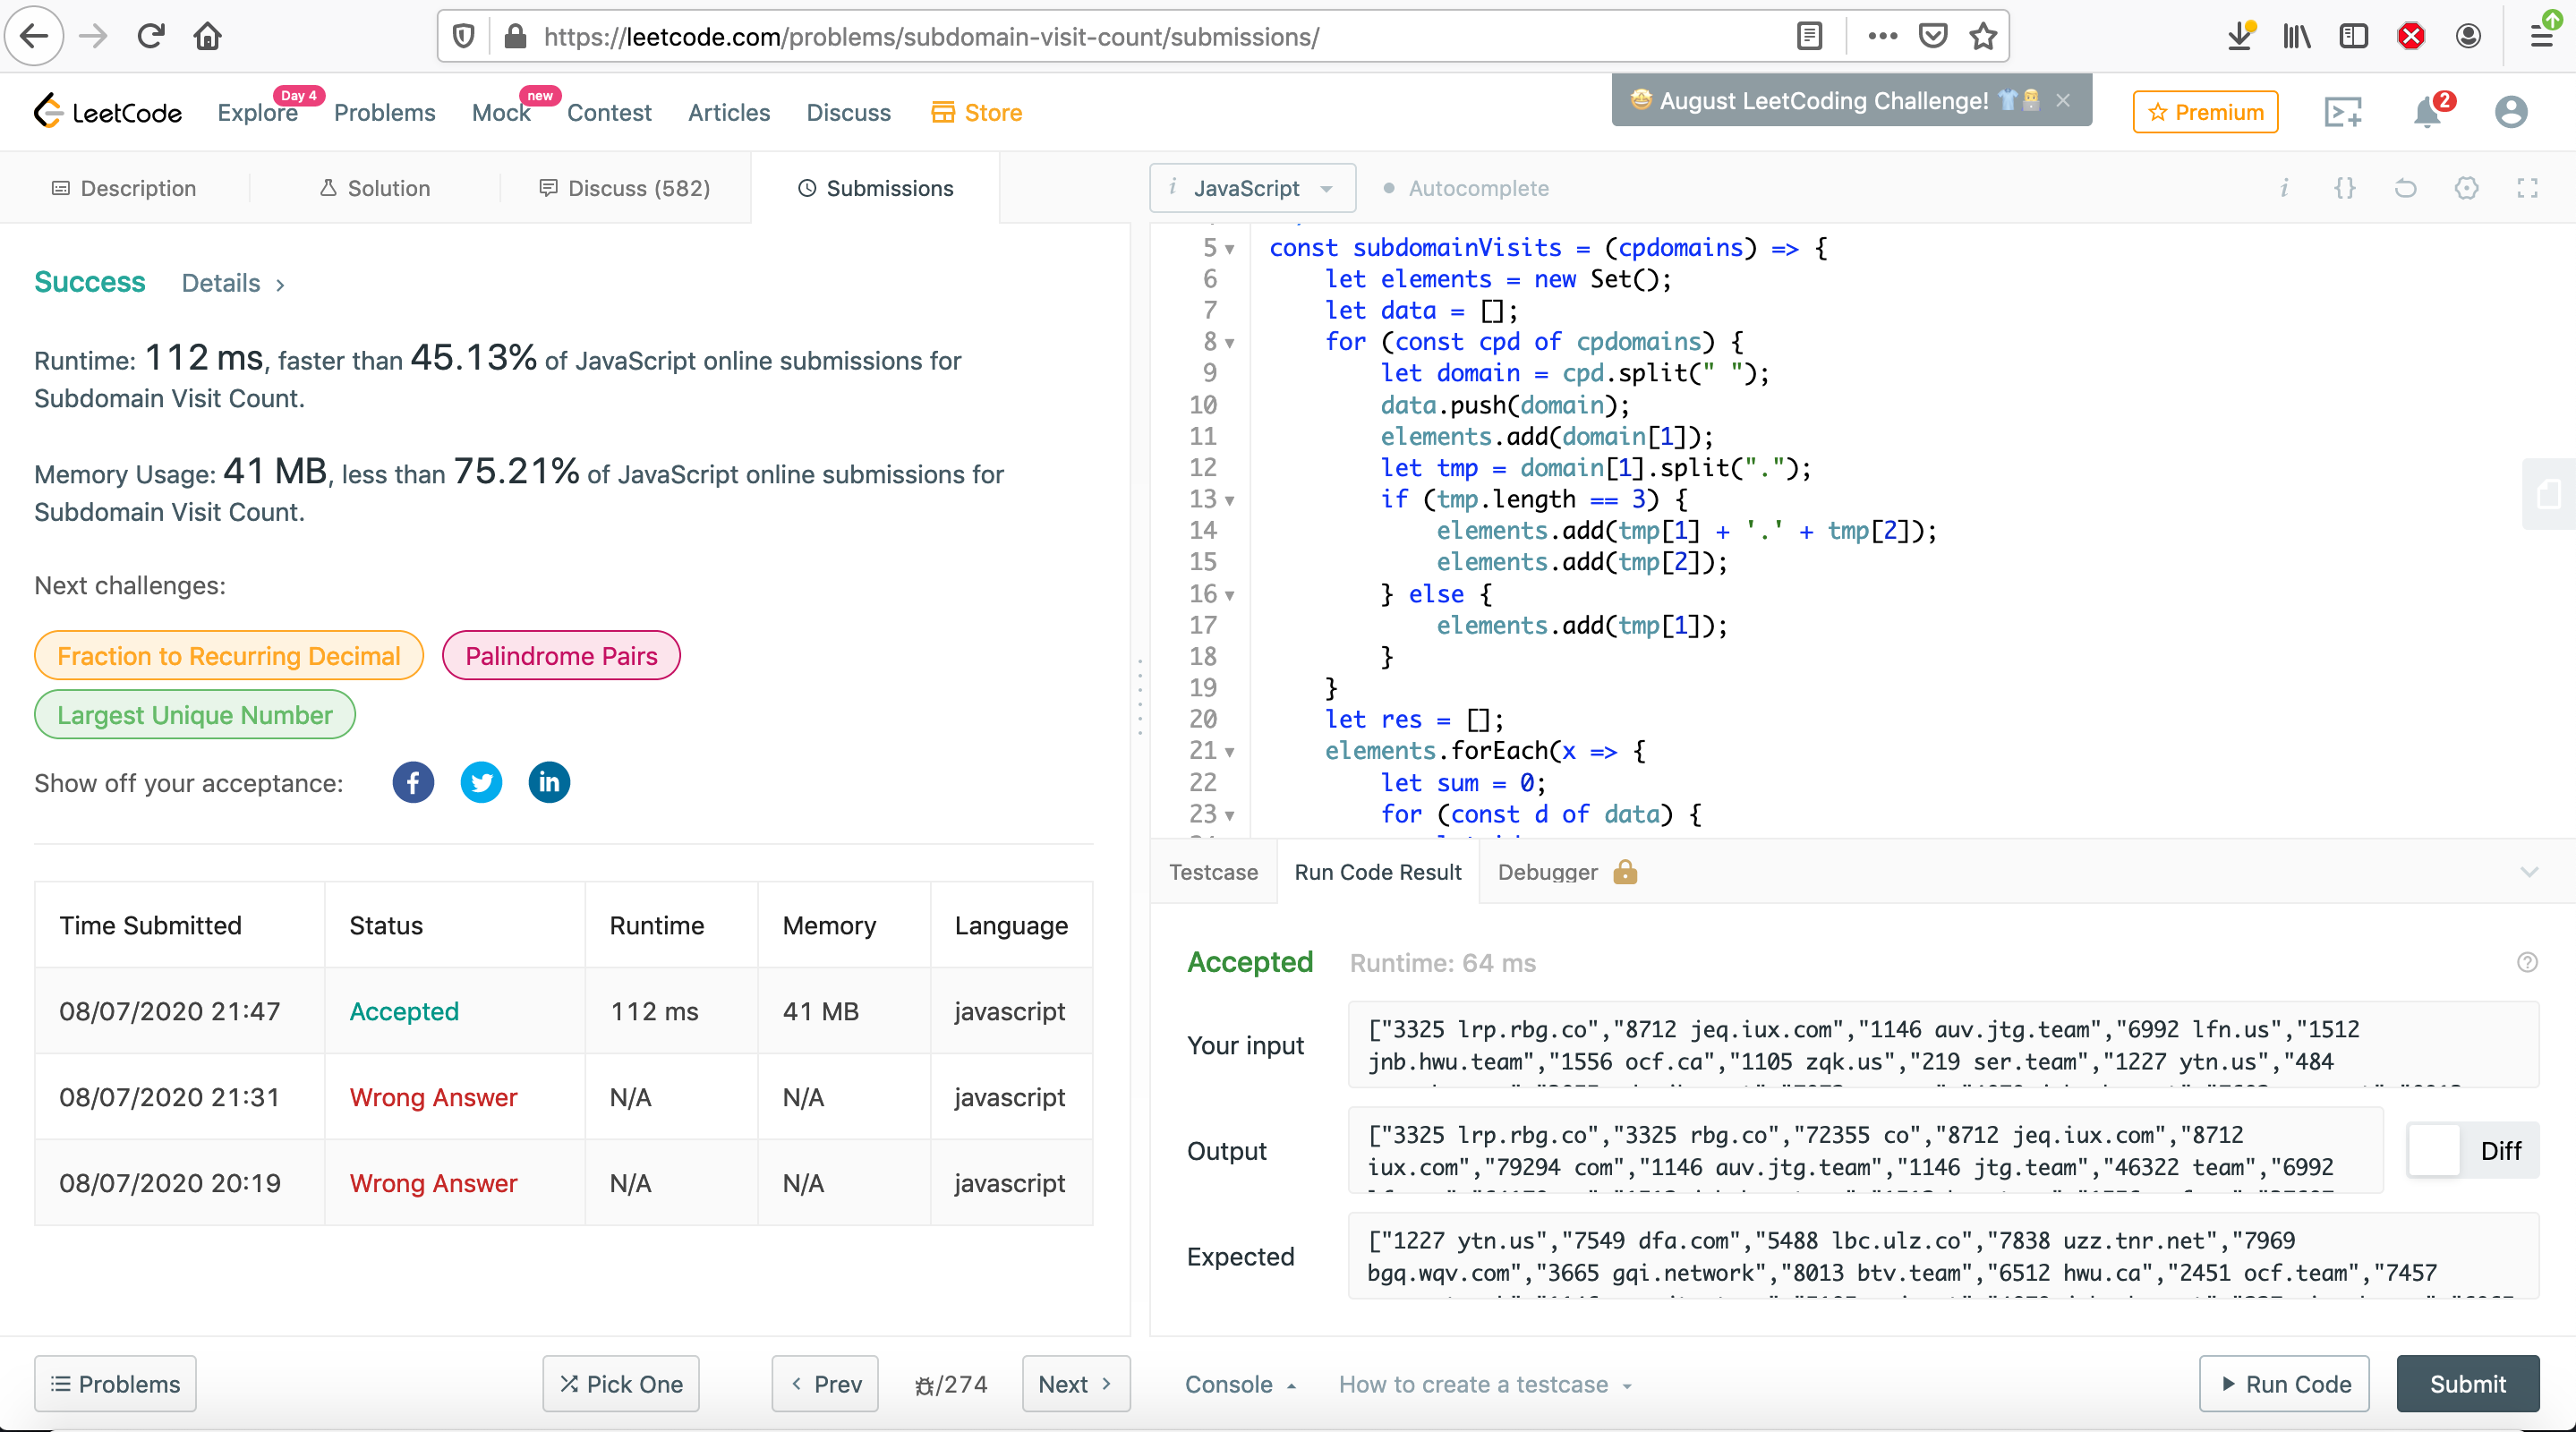 https://leetcode.com/problems/subdomain-visit-count/submissions/
LeetCode
Explore
Day 4
Problems
Mock
new
Contest
Articles
Discuss
Store
August LeetCoding Challenge!
Premium
2
Description
Solution
Discuss (582)
Submissions
i JavaScript
Autocomplete
Success Details
Runtime: 112 ms, faster than 45.13% of JavaScript online submissions for
Subdomain Visit Count.
Memory Usage: 41 MB, less than 75.21% of JavaScript online submissions for
Subdomain Visit Count.
Next challenges:
Fraction to Recurring Decimal
Palindrome Pairs
Largest Unique Number
Show off your acceptance:
Time Submitted Status Runtime Memory Language
08/07/2020 21:47 Accepted 112 ms 41 MB javascript
08/07/2020 21:31 Wrong Answer N/A N/A javascript
08/07/2020 20:19 Wrong Answer N/A N/A javascript
5 const subdomainVisits = (cpdomains) => {
6 let elements = new Set();
7 let data = [];
8 for (const cpd of cpdomains) {
9 let domain = cpd.split(" ");
10 data.push(domain);
11 elements.add(domain[1]);
12 let tmp = domain[1].split(".");
13 if (tmp.length == 3) {
14 elements.add(tmp[1] + '.' + tmp[2]);
15 elements.add(tmp[2]);
16 } else {
17 elements.add(tmp[1]);
18 }
19 }
20 let res = [];
21 elements.forEach(x => {
22 let sum = 0;
23 for (const d of data) {
Testcase
Run Code Result
Debugger
Accepted Runtime: 64 ms
Your input
["3325 lrp.rbg.co","8712 jeq.iux.com","1146 auv.jtg.team","6992 lfn.us","1512
jnb.hwu.team","1556 ocf.ca","1105 zqk.us","219 ser.team","1227 ytn.us","484
Output
["3325 lrp.rbg.co","3325 rbg.co","72355 co","8712 jeq.iux.com","8712
iux.com","79294 com","1146 auv.jtg.team","1146 jtg.team","46322 team","6992
Diff
Expected
["1227 ytn.us","7549 dfa.com","5488 lbc.ulz.co","7838 uzz.tnr.net","7969
bgq.wqv.com","3665 gqi.network","8013 btv.team","6512 hwu.ca","2451 ocf.team","7457
Problems
Pick One
Prev
/274
Next
Console
How to create a testcase
Run Code
Submit